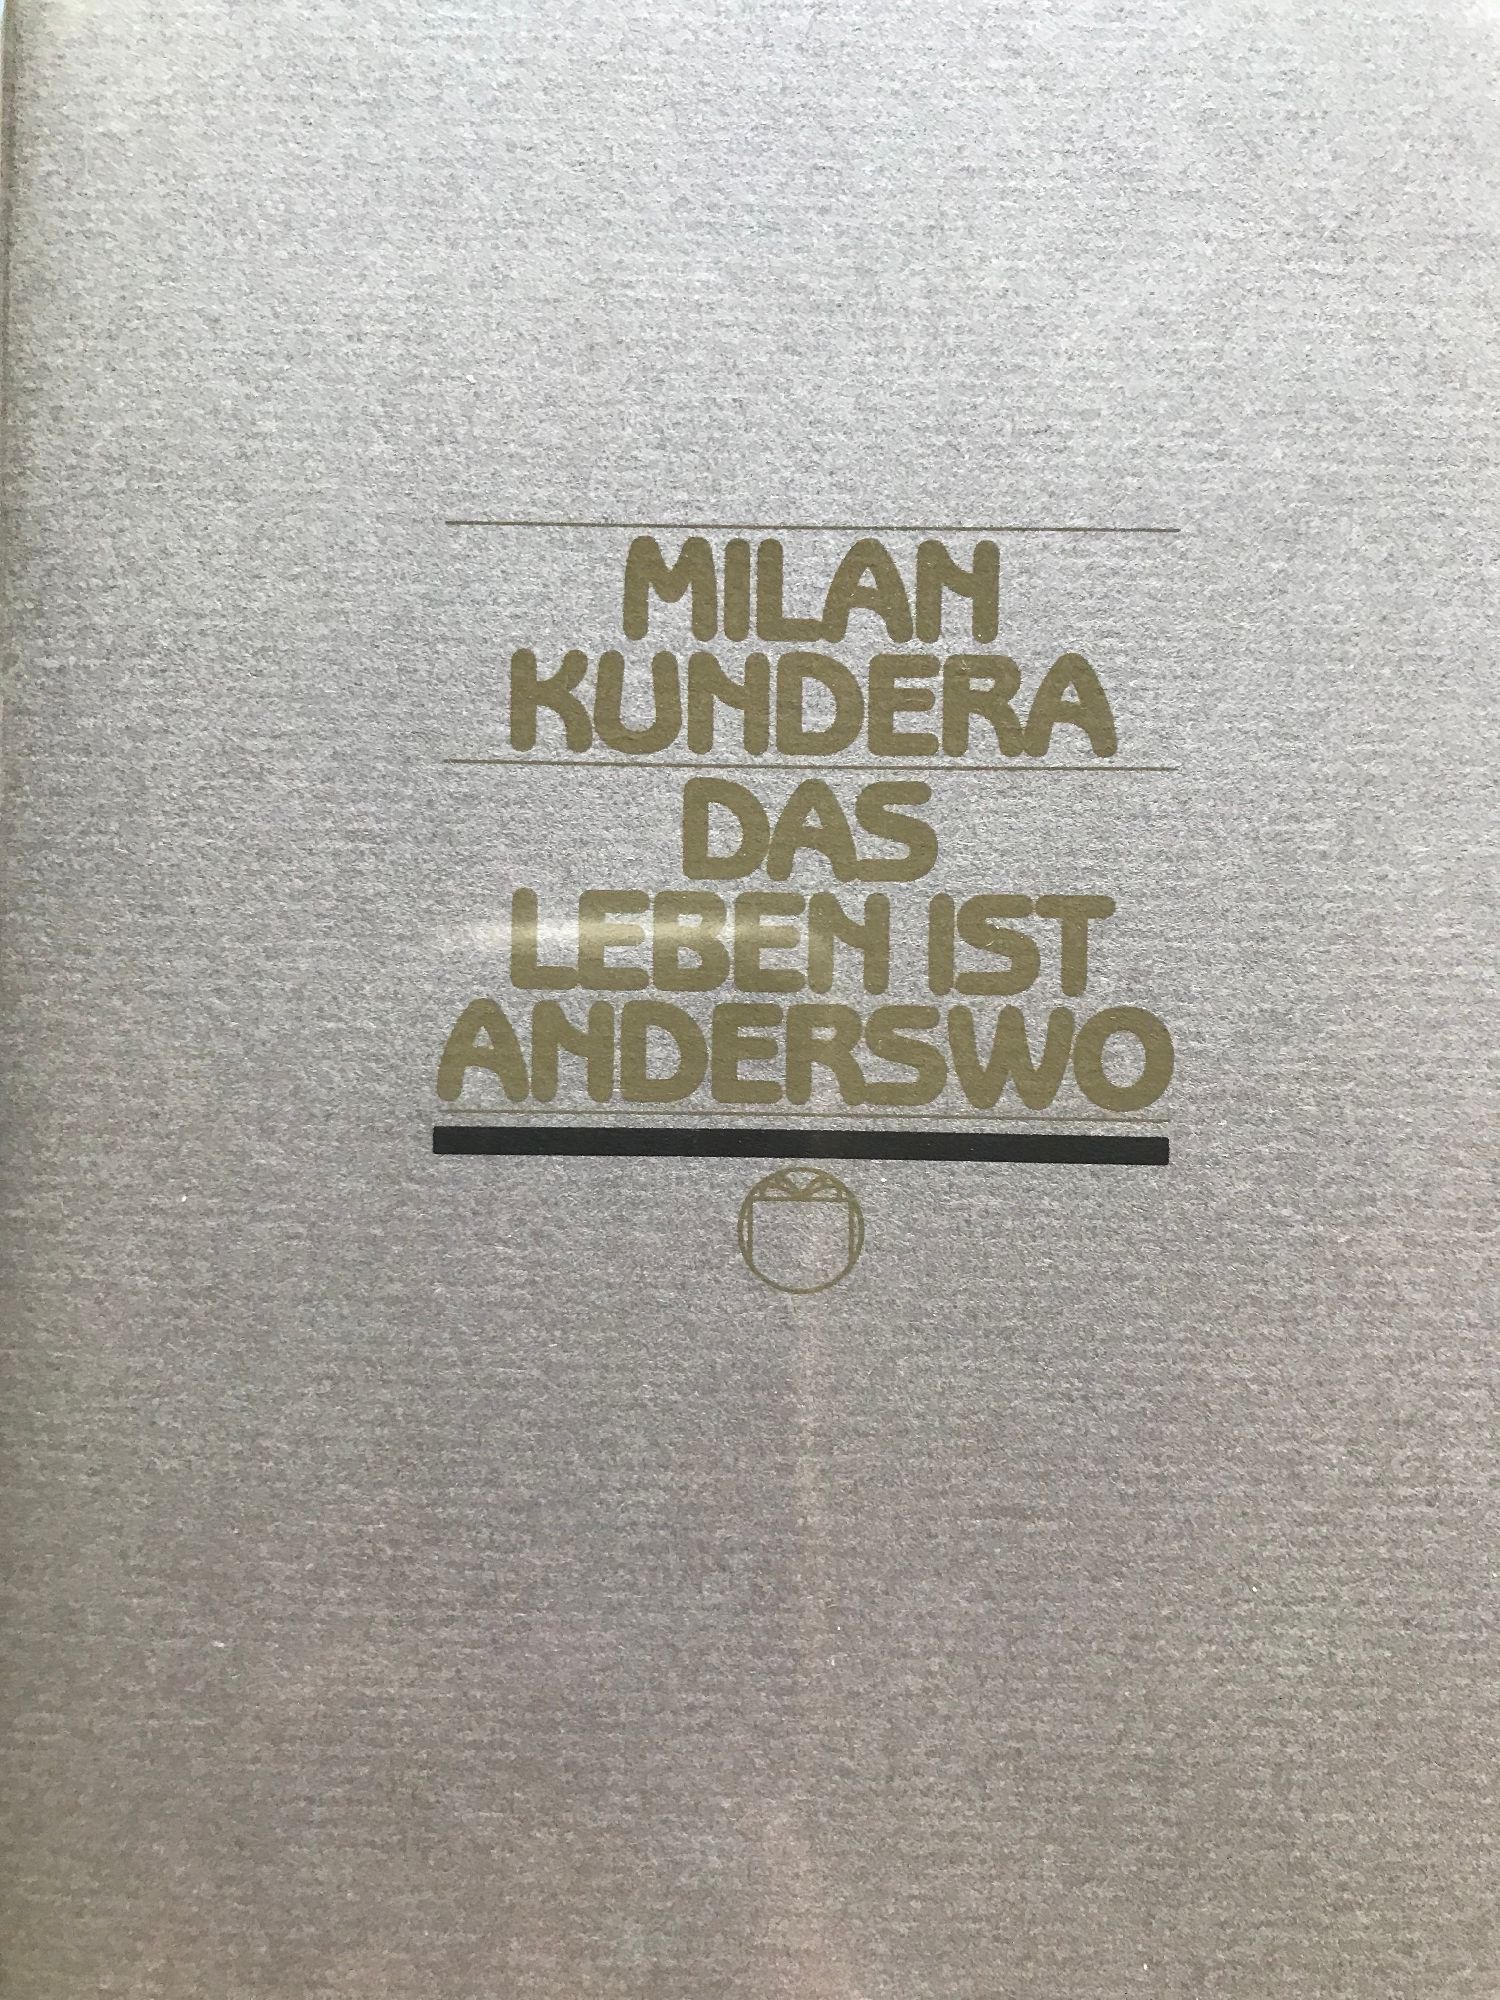 MILAN
KUNDERA
DAS
LEBEN IST
ANDERSWO